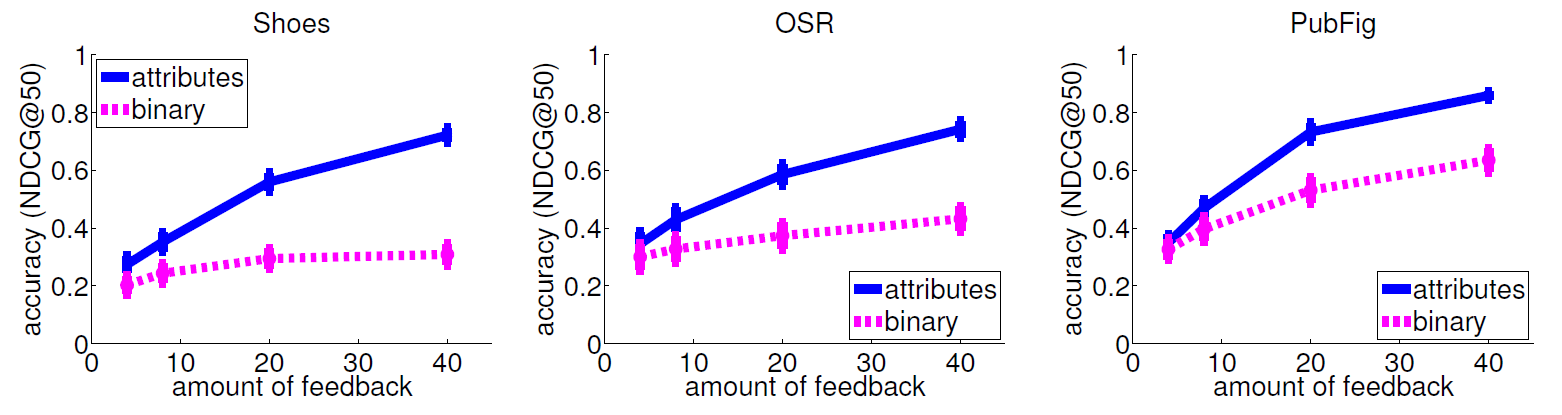 Shoes
accuracy (NDCG@50)
1
0.8
0.6
0.4
0.2
0
attributes
binary
0 10 20 30 40
amount of feedback
OSR
accuracy (NDCG@50)
1
0.8
0.6
0.4
0.2
0
attributes
binary
0 10 20 30 40
amount of feedback
PubFig
accuracy (NDCG@50)
1
0.8
0.6
0.4
0.2
0
attributes
binary
0 10 20 30 40
amount of feedback